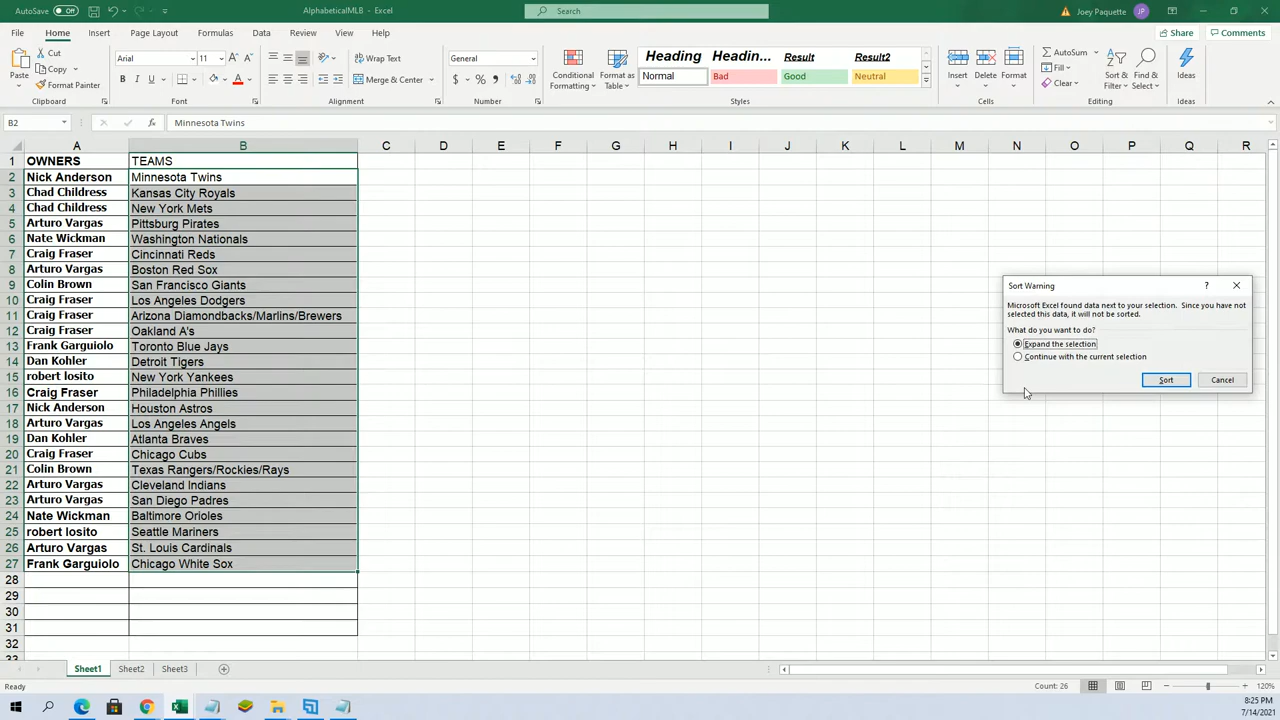 AutoSave Off AlphabeticalMLB - Excel Search Joey Paquette JP
File Home Insert Page Layout Formulas Data Review View Help Share Comments
Paste Cut Copy Format Painter Clipboard
Arial 11 B I U A Font
Wrap Text Merge & Center Alignment
General $ % Number
Conditional Formatting Format as Table
Heading Headin... Result Result2
Normal Bad Good Neutral Styles
Insert Delete Format Cells
AutoSum Fill Clear Sort & Filter Find & Select Editing
Ideas Ideas
B2 fx Minnesota Twins
A B C D E F G H I J K L M N O P Q R
1 OWNERS TEAMS
2 Nick Anderson Minnesota Twins
3 Chad Childress Kansas City Royals
4 Chad Childress New York Mets
5 Arturo Vargas Pittsburg Pirates
6 Nate Wickman Washington Nationals
7 Craig Fraser Cincinnati Reds
8 Arturo Vargas Boston Red Sox
9 Colin Brown San Francisco Giants
10 Craig Fraser Los Angeles Dodgers
11 Craig Fraser Arizona Diamondbacks/Marlins/Brewers
12 Craig Fraser Oakland A's
13 Frank Garguiolo Toronto Blue Jays
14 Dan Kohler Detroit Tigers
15 robert losito New York Yankees
16 Craig Fraser Philadelphia Phillies
17 Nick Anderson Houston Astros
18 Arturo Vargas Los Angeles Angels
19 Dan Kohler Atlanta Braves
20 Craig Fraser Chicago Cubs
21 Colin Brown Texas Rangers/Rockies/Rays
22 Arturo Vargas Cleveland Indians
23 Arturo Vargas San Diego Padres
24 Nate Wickman Baltimore Orioles
25 robert losito Seattle Mariners
26 Arturo Vargas St. Louis Cardinals
27 Frank Garguiolo Chicago White Sox
28
29
30
31
32
33
Sort Warning ?
Microsoft Excel found data next to your selection. Since you have not
selected this data, it will not be sorted.
What do you want to do?
Expand the selection
Continue with the current selection
Sort Cancel
Sheet1 Sheet2 Sheet3
Ready Count: 26 120%
8:25 PM
7/14/2021